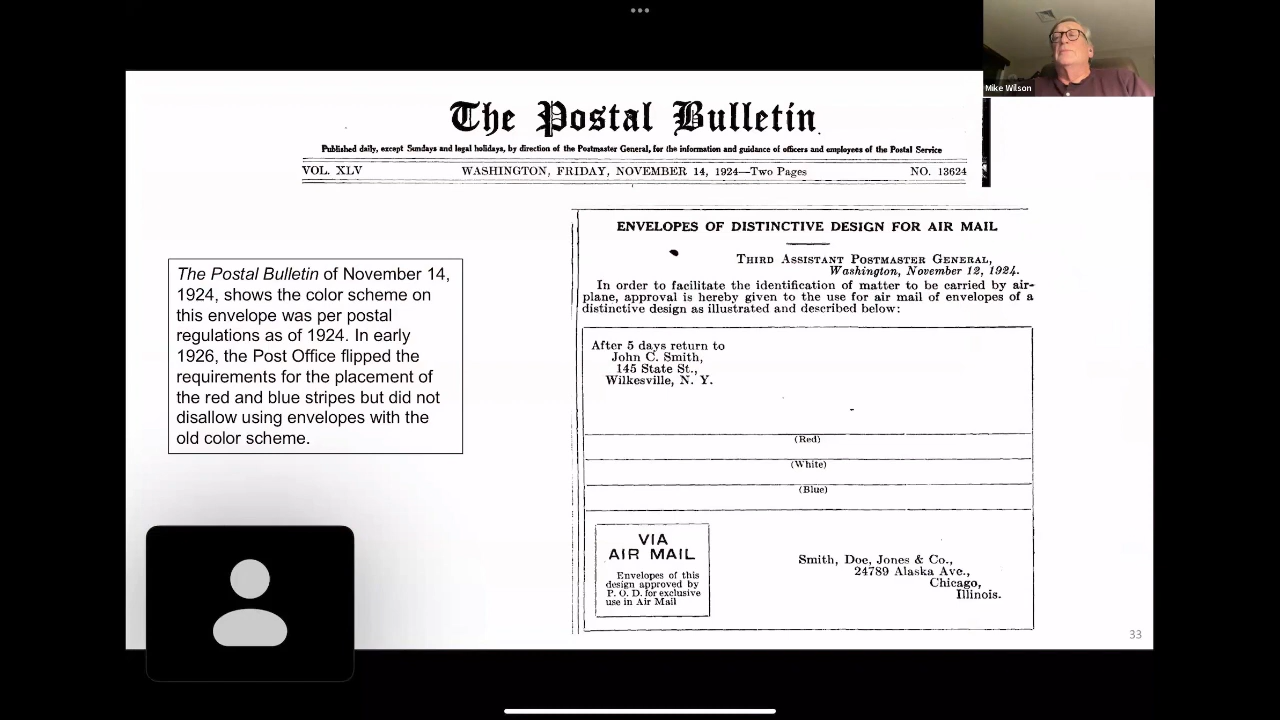 Mike Wilson
The Postal Bulletin
Published daily, except Sundays and legal holidays, by direction of the Postmaster General, for the information and guidance of officers and employees of the Postal Service
VOL. XLV WASHINGTON, FRIDAY, NOVEMBER 14, 1924—Two Pages NO. 13624
The Postal Bulletin of November 14,
1924, shows the color scheme on
this envelope was per postal
regulations as of 1924. In early
1926, the Post Office flipped the
requirements for the placement of
the red and blue stripes but did not
disallow using envelopes with the
old color scheme.
ENVELOPES OF DISTINCTIVE DESIGN FOR AIR MAIL
THIRD ASSISTANT POSTMASTER GENERAL,
Washington, November 12, 1924.
In order to facilitate the identification of matter to be carried by air-
plane, approval is hereby given to the use for air mail of envelopes of a
distinctive design as illustrated and described below:
After 5 days return to
John C. Smith,
145 State St.,
Wilkesville, N. Y.
(Red)
(White)
(Blue)
VIA
AIR MAIL
Envelopes of this
design approved by
P. O. D. for exclusive
use in Air Mail
Smith, Doe, Jones & Co.,
24789 Alaska Ave.,
Chicago,
Illinois.
33